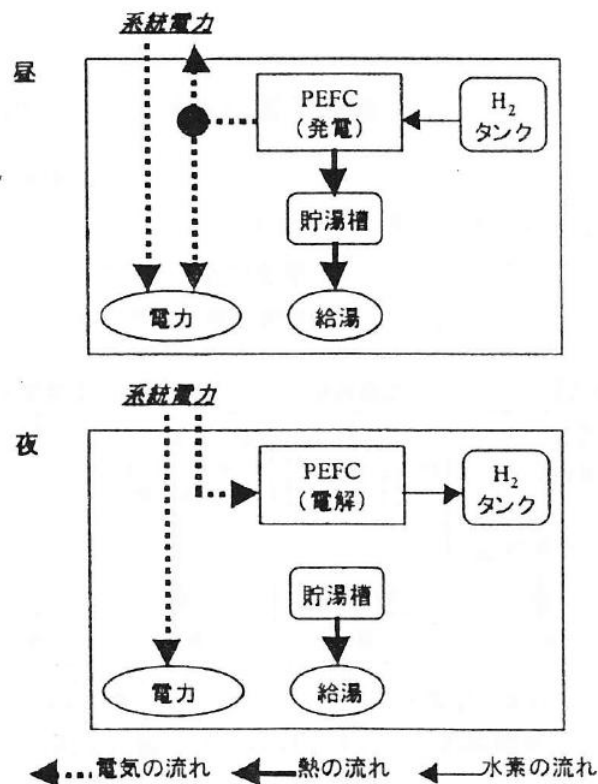 系統電力
昼
PEFC
(発電)
H2
タンク
貯湯槽
電力
給湯
系統電力
夜
PEFC
(電解)
H2
タンク
貯湯槽
電力
給湯
電気の流れ
熱の流れ
水素の流れ